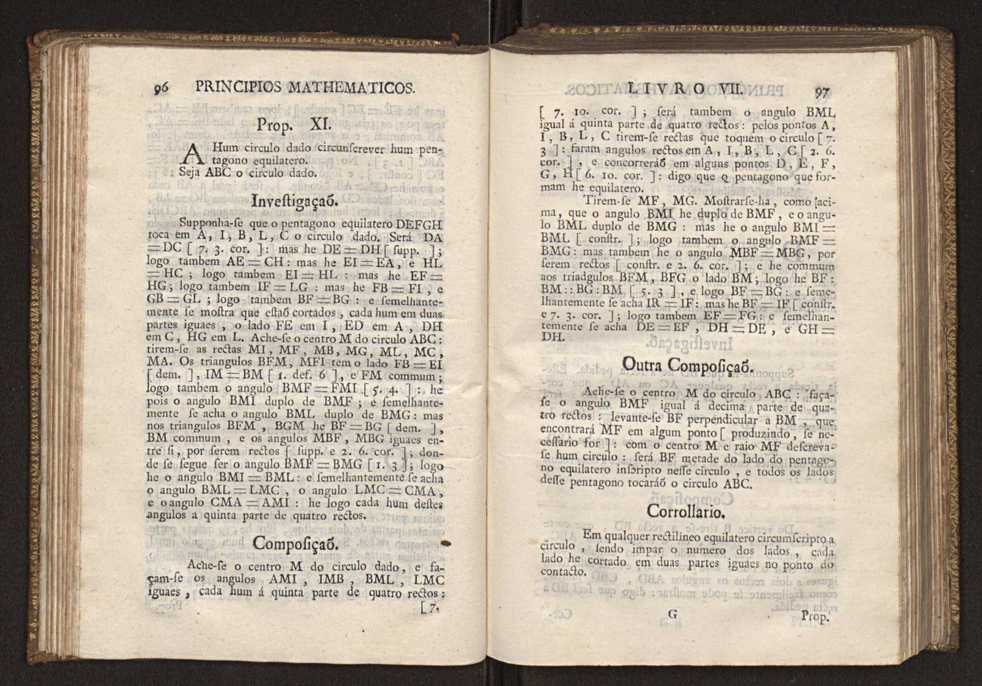 96 PRINCIPIOS MATHEMATICOS.
Prop. XI.
A Hum circulo dado circunſcrever hum pen-
tagono equilatero.
Seja ABC o circulo dado.
Inveſtigaçaõ.
Supponha-ſe que o pentagono equilatero DEFGH
toca em A, I, B, L, C o circulo dado. Será DA
= DC [ 7. 3. cor. ]: mas he DE = DH [ ſupp. ];
logo tambem AE = CH: mas he EI = EA, e HL
= HC; logo tambem EI = HL: mas he EF =
HG; logo tambem IF = LG: mas he FB = FI, e
GB = GL; logo tambem BF = BG: e ſemelhante-
mente ſe moſtra que eſtaõ cortados, cada hum em duas
partes iguaes, o lado FE em I, ED em A, DH
em C, HG em L. Ache-ſe o centro M do circulo ABC:
tirem-ſe as rectas MI, MF, MB, MG, ML, MC,
MA. Os triangulos BFM, MFI tem o lado FB = EI
[ dem. ], IM = BM [ 1. def. 6 ], e FM commum;
logo tambem o angulo BMF = FMI [ 5. 4. ]: he
pois o angulo BMI duplo de BMF; e ſemelhante-
mente ſe acha o angulo BML duplo de BMG: mas
nos triangulos BFM, BGM he BF = BG [ dem. ],
BM commum, e os angulos MBF, MBG iguaes en-
tre ſi, por ſerem rectos [ ſupp. e 2. 6. cor. ]; don-
de ſe ſegue ſer o angulo BMF = BMG [ 1. 3 ]; logo
he o angulo BMI = BML: e ſemelhantemente ſe acha
o angulo BML = LMC, o angulo LMC = CMA,
e o angulo CMA = AMI: he logo cada hum deſtes
angulos a quinta parte de quatro rectos.
Compoſiçaõ.
Ache-ſe o centro M do circulo dado, e fa-
çam-ſe os angulos AMI, IMB, BML, LMC
iguaes, cada hum á quinta parte de quatro rectos:
[ 7.
LIVRO VII. 97
[ 7. 10. cor. ]; ſerá tambem o angulo BML
igual á quinta parte de quatro rectos: pelos pontos A,
I, B, L, C tirem-ſe rectas que toquem o circulo [ 7.
3 ]: faram angulos rectos em A, I, B, L, C [ 2. 6.
cor. ], e concorreráõ em alguns pontos D, E, F,
G, H [ 6. 10. cor. ]: digo que o pentagono que for-
mam he equilatero.
Tirem-ſe MF, MG. Moſtrarſe-ha, como aci-
ma, que o angulo BMI he duplo de BMF, e o angu-
lo BML duplo de BMG: mas he o angulo BMI =
BML [ conſtr. ]; logo tambem o angulo BMF =
BMG: mas tambem he o angulo MBF = MBG, por
ſerem rectos [ conſtr. e 2. 6. cor. ]; e he commum
aos triadgulos BFM, BFG o lado BM; logo he BF:
BM :: BG: BM [ 5. 3 ], e logo BF = BG: e ſeme-
lhantemente ſe acha IR = IF: mas he BF = IF [ conſtr.
e 7. 3. cor. ]; logo tambem EF = FG: e ſemelhan-
temente ſe acha DE = EF, DH = DE, e GH =
DH.
Outra Compoſiçaõ.
Ache-ſe o centro M do circulo ABC: faça-
ſe o angulo BMF igual á decima parte de qua-
tro rectos: levante-ſe BF perpendicular a BM, que
encontrará MF em algum ponto [ produzindo, ſe ne-
ceſſario for ]: com o centro M e raio MF deſcreva-
ſe hum circulo: ſerá BF metade do lado do pentago-
no equilatero inſcripto neſſe circulo, e todos os lados
deſſe pentagono tocaráõ o circulo ABC.
Corrollario.
Em qualquer rectilineo equilatero circumſcripto a
circulo, ſendo impar o numero dos lados, cada
lado he cortado em duas partes iguaes no ponto do
contacto.
G Prop.